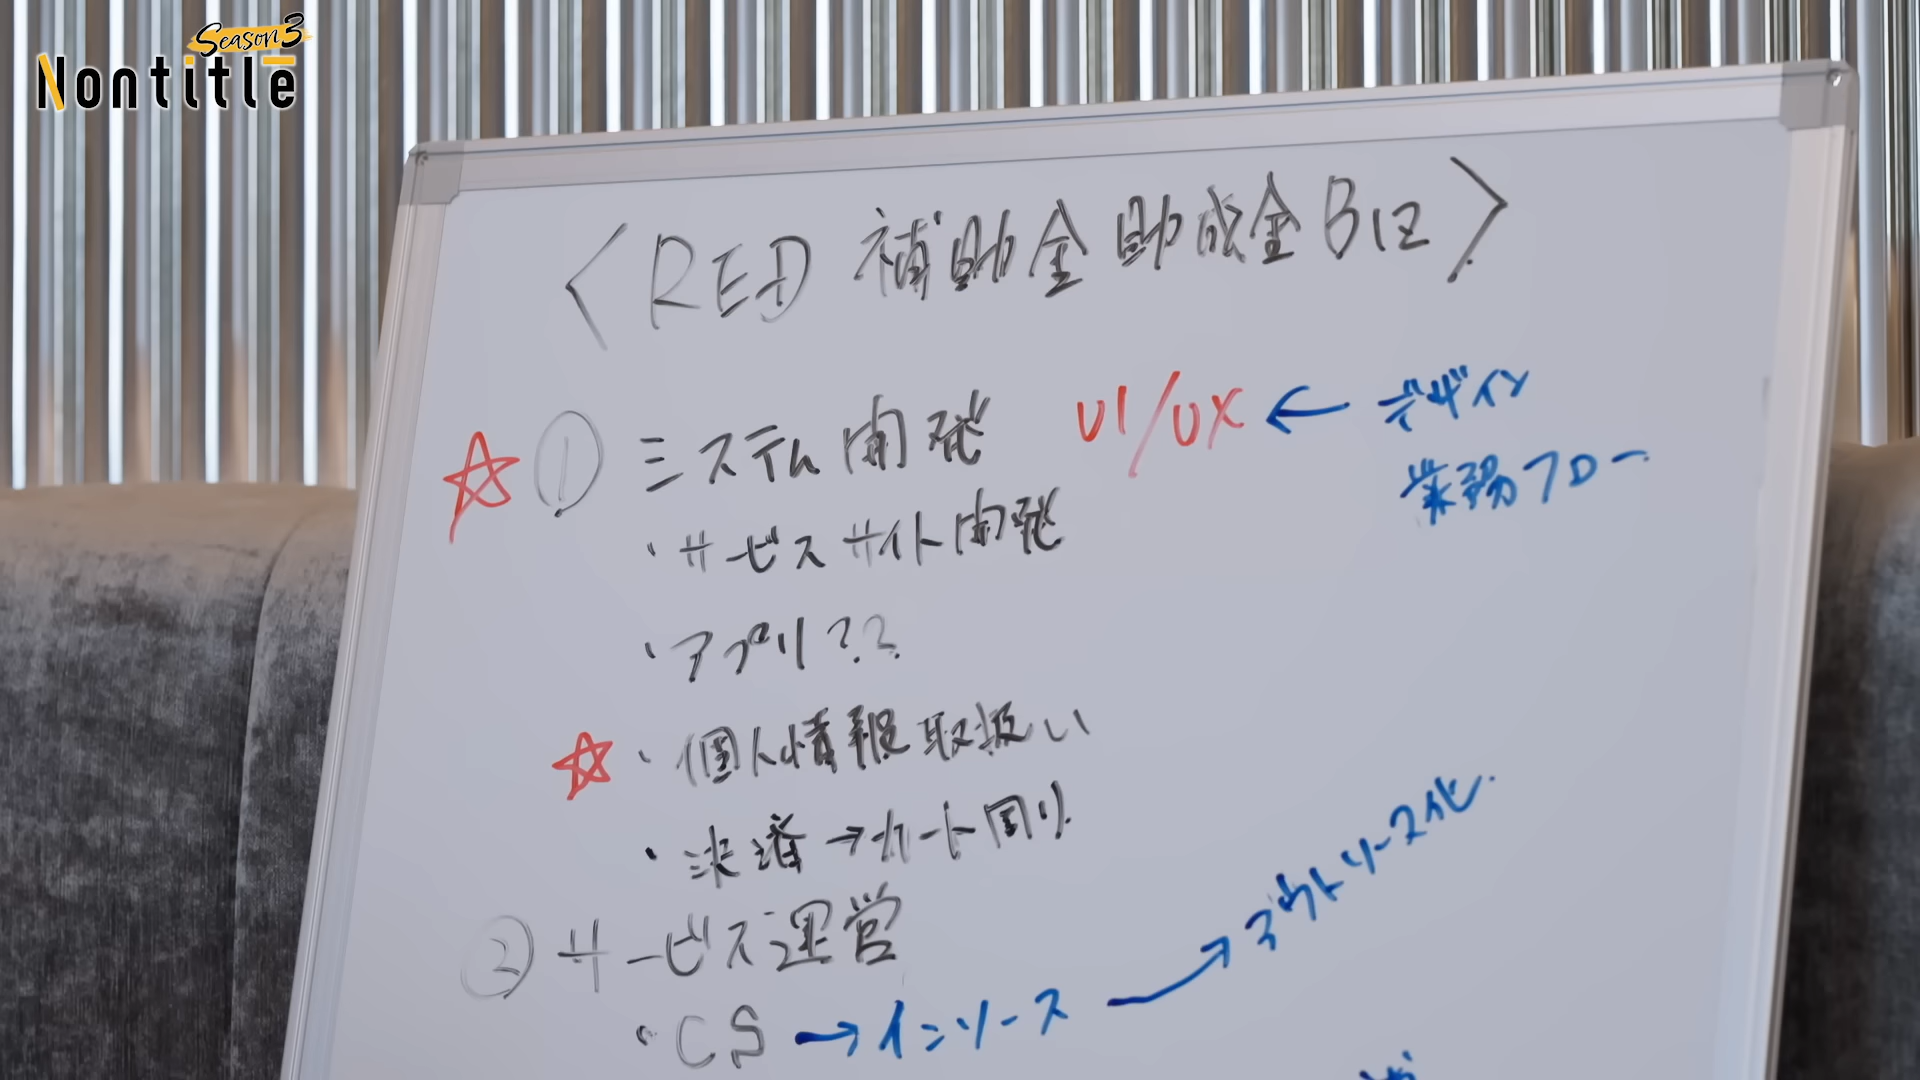 Season3
Nontitle
〈RED 補助金助成金Biz〉
☆ ① システム開発 UI/UX ← デザイン
業務フロー
・サービスサイト開発
・アプリ??
☆・個人情報取扱い
・決済→カート周り
② サービス運営
・CS → インソース → アウトソース化